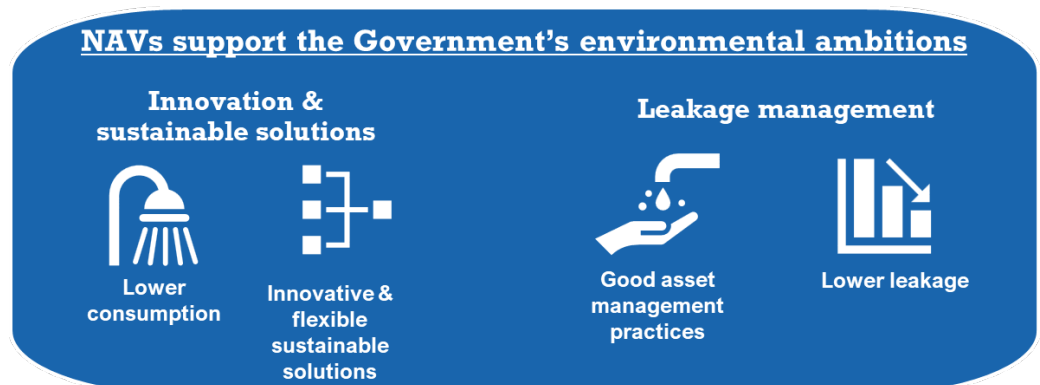 NAVs support the Government's environmental ambitions
Innovation &
sustainable solutions
Lower
consumption
Innovative &
flexible
sustainable
solutions
Leakage management
Good asset
management
practices
Lower leakage